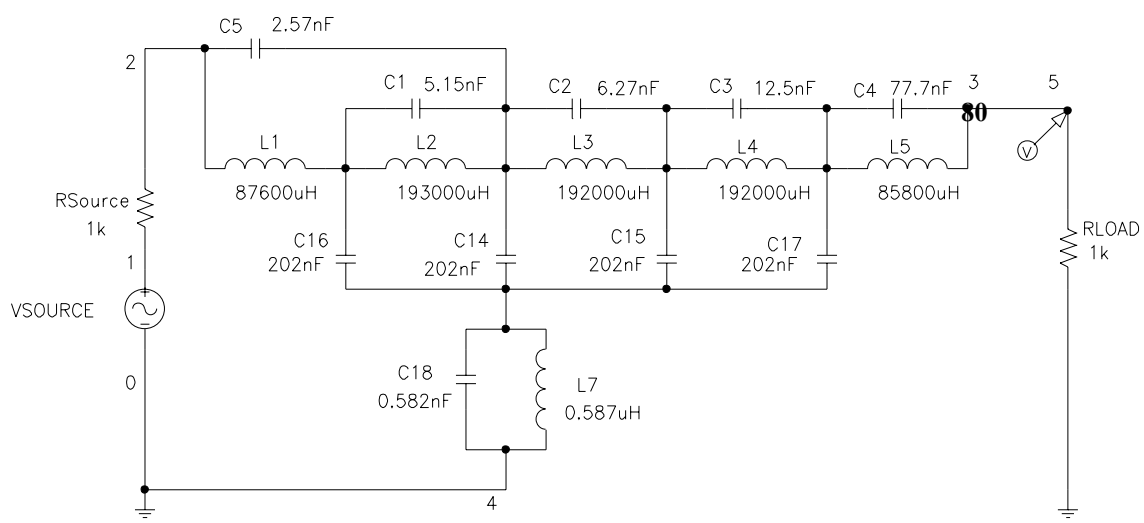 C5 2.57nF
2
C1 5.15nF
C2 6.27nF
C3 12.5nF
C4 77.7nF
3
5
80
V
L1
87600uH
L2
193000uH
L3
192000uH
L4
192000uH
L5
85800uH
RSource
1k
C16
202nF
C14
202nF
C15
202nF
C17
202nF
RLOAD
1k
1
VSOURCE
+
−
0
C18
0.582nF
L7
0.587uH
4